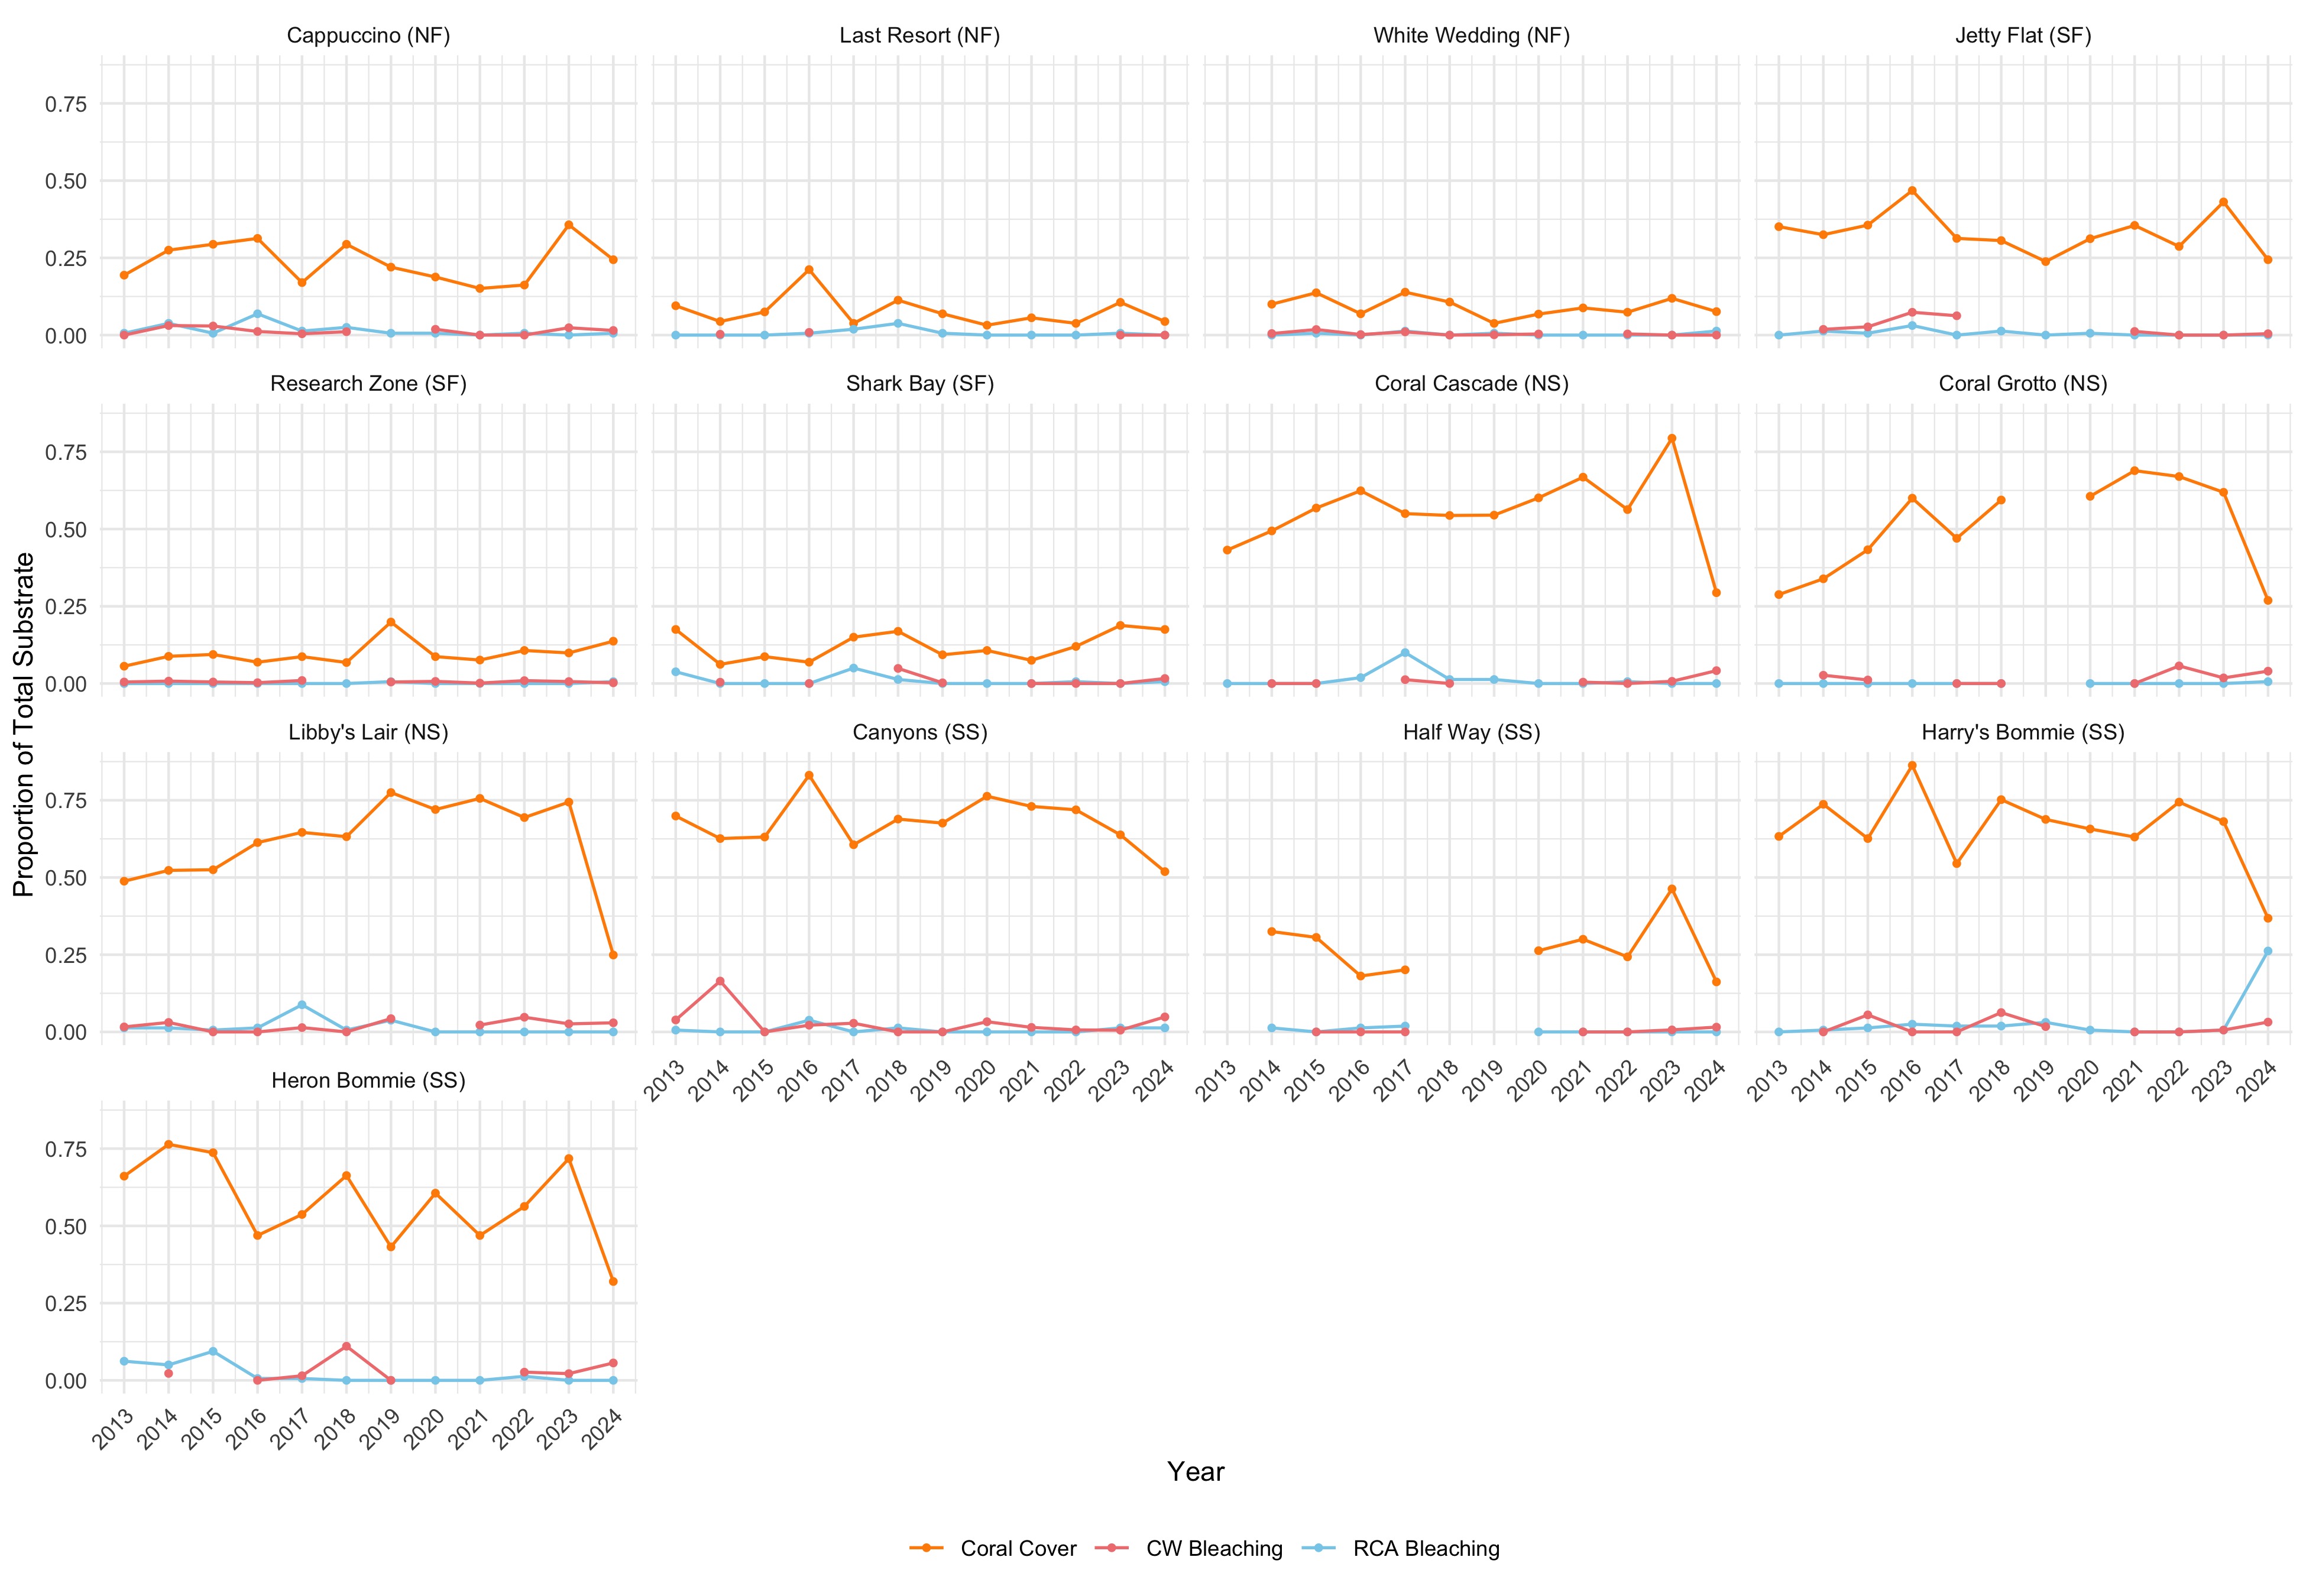 Cappuccino (NF) Last Resort (NF) White Wedding (NF) Jetty Flat (SF)
0.75
0.50
0.25
0.00
Research Zone (SF) Shark Bay (SF) Coral Cascade (NS) Coral Grotto (NS)
0.75
0.50
0.25
0.00
Proportion of Total Substrate
Libby's Lair (NS) Canyons (SS) Half Way (SS) Harry's Bommie (SS)
0.75
0.50
0.25
0.00
2013 2014 2015 2016 2017 2018 2019 2020 2021 2022 2023 2024 2013 2014 2015 2016 2017 2018 2019 2020 2021 2022 2023 2024 2013 2014 2015 2016 2017 2018 2019 2020 2021 2022 2023 2024
Heron Bommie (SS)
0.75
0.50
0.25
0.00
2013 2014 2015 2016 2017 2018 2019 2020 2021 2022 2023 2024
Year
Coral Cover CW Bleaching RCA Bleaching